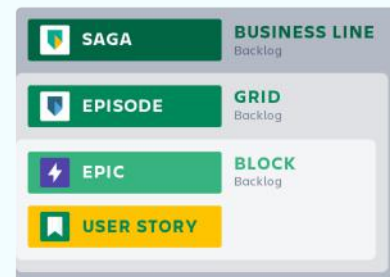 SAGA
BUSINESS LINE
Backlog
EPISODE
GRID
Backlog
EPIC
BLOCK
Backlog
USER STORY